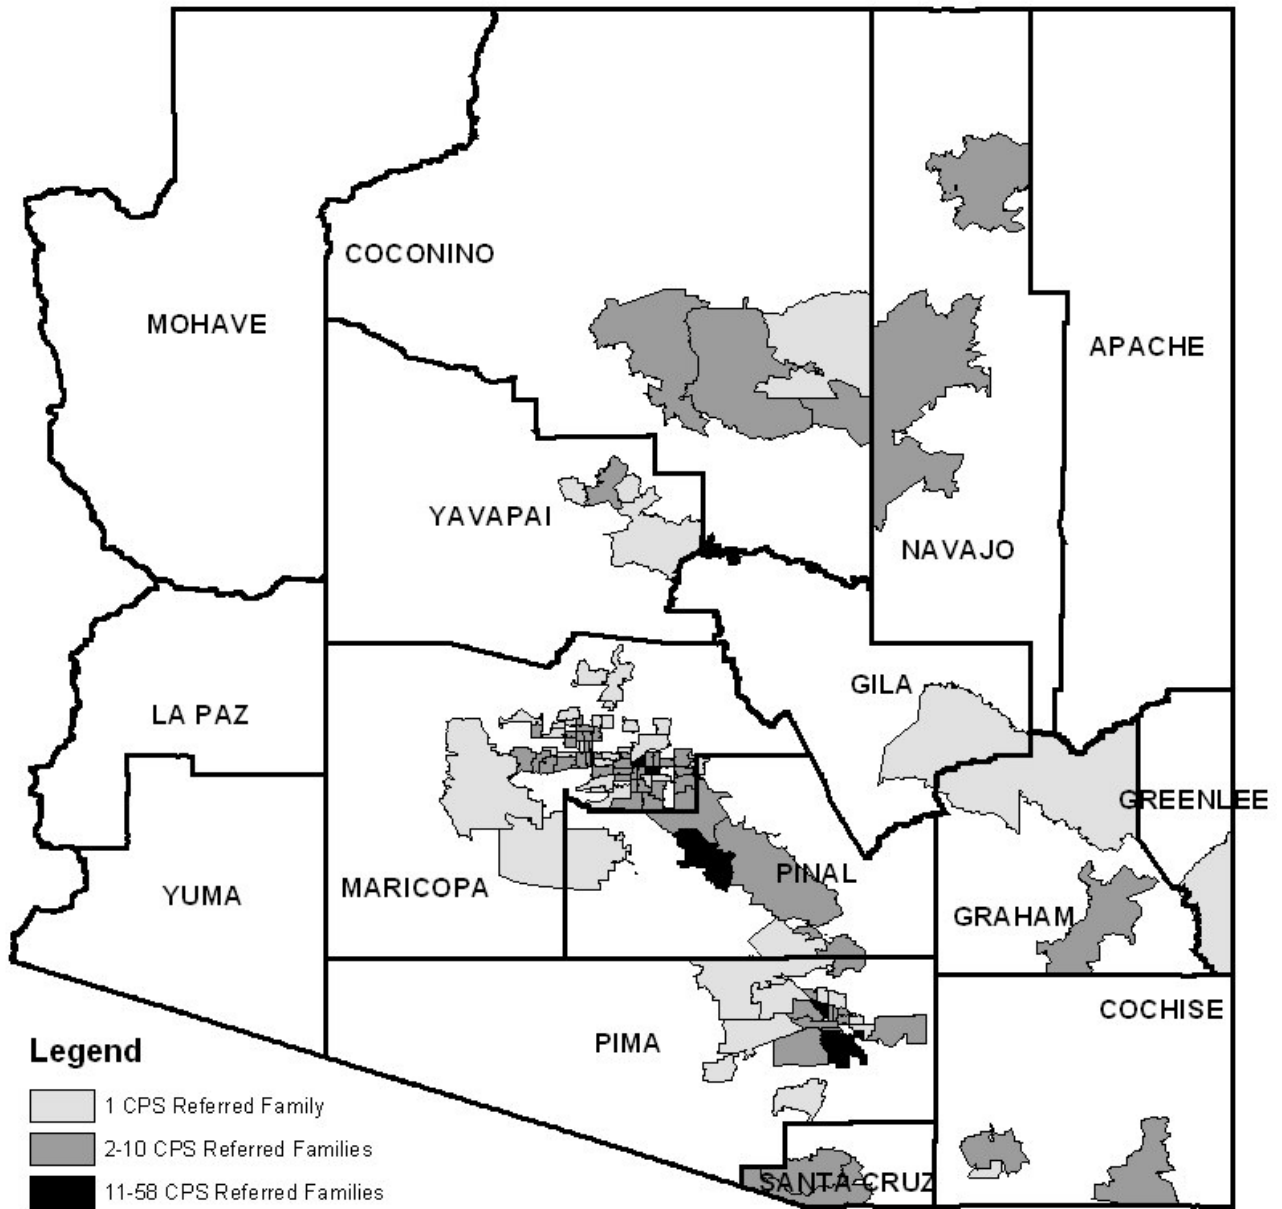 COCONINO
MOHAVE
APACHE
YAVAPAI
NAVAJO
GILA
LA PAZ
GREENLEE
MARICOPA
PINAL
YUMA
GRAHAM
COCHISE
PIMA
SANTA CRUZ
Legend
1 CPS Referred Family
2-10 CPS Referred Families
11-58 CPS Referred Families